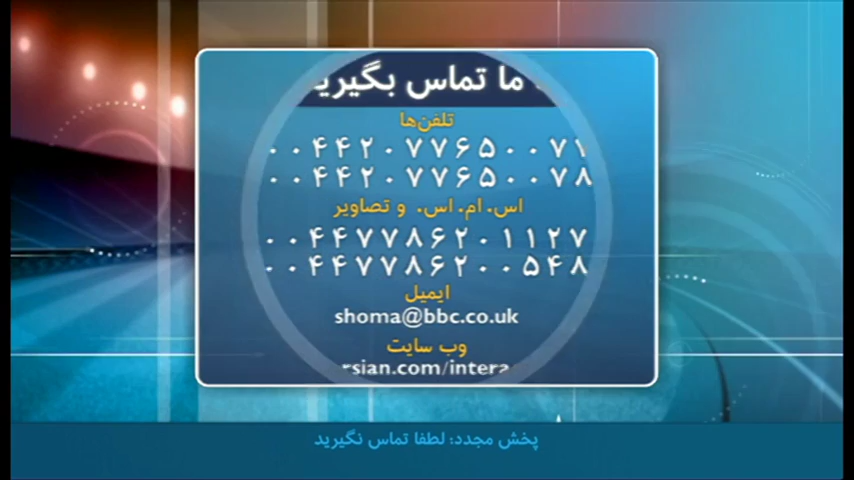 ما تماس بگیرید
تلفن‌ها
۰۰۴۴۲۰۷۷۶۵۰۰۷۱
۰۰۴۴۲۰۷۷۶۵۰۰۷۸
اس. ام. اس. و تصاویر
۰۰۴۴۷۷۸۶۲۰۱۱۲۷
۰۰۴۴۷۷۸۶۲۰۰۵۴۸
ایمیل
shoma@bbc.co.uk
وب سایت
rsian.com/intera
پخش مجدد؛ لطفا تماس نگیرید